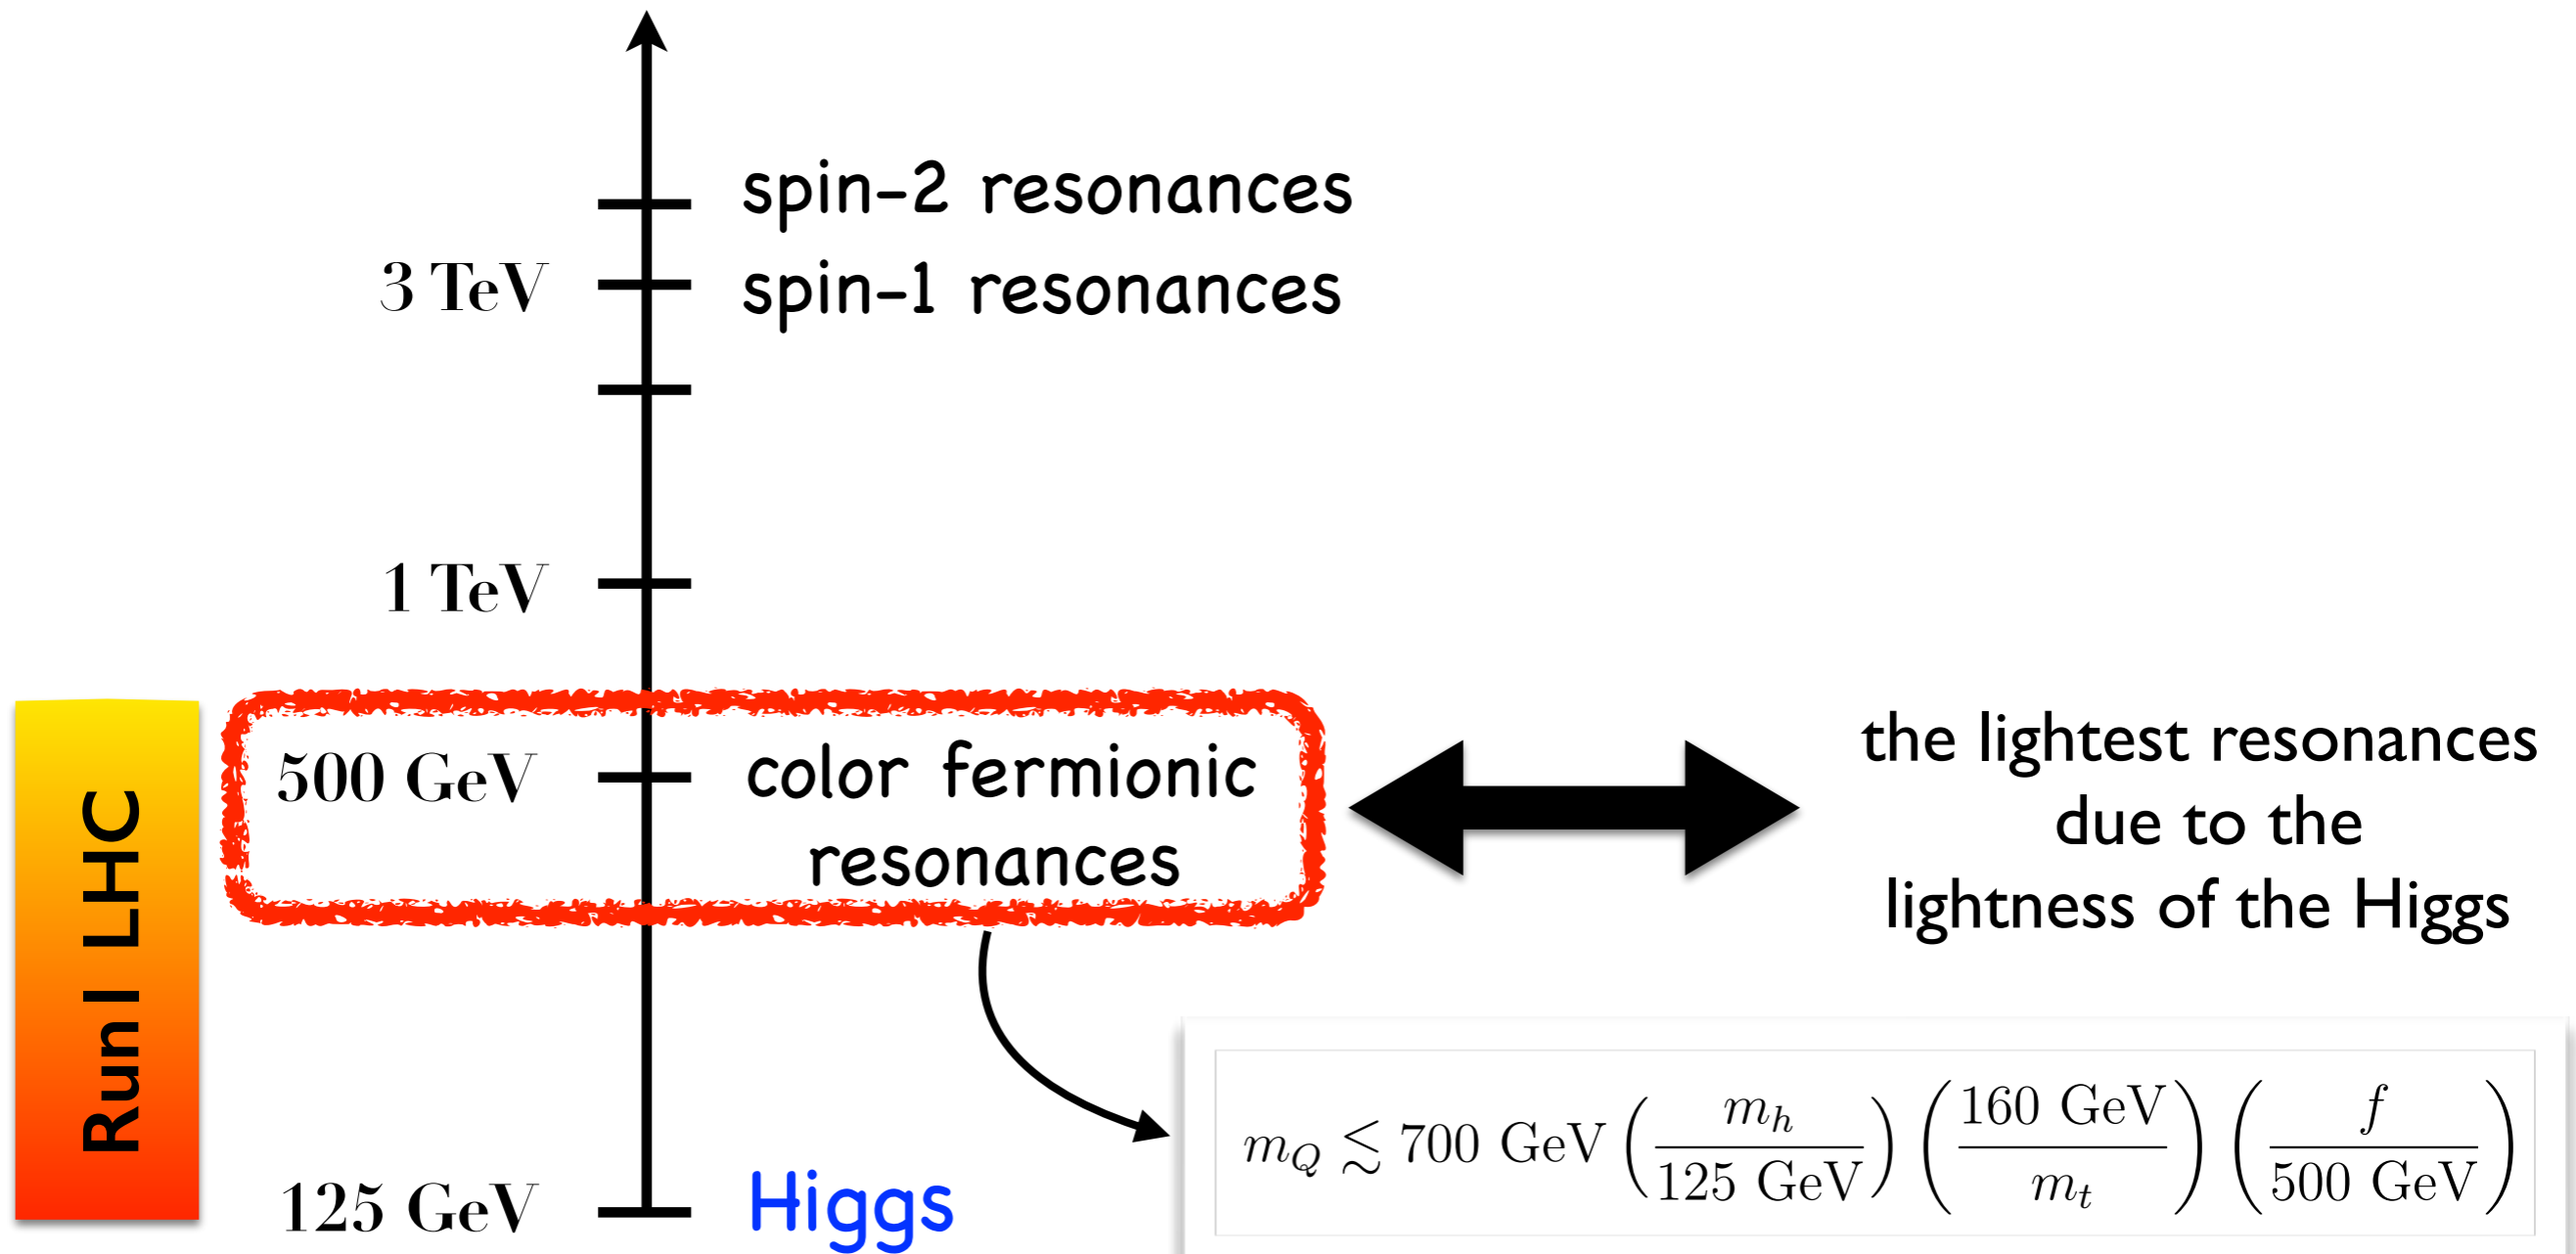 spin-2 resonances
3 TeV spin-1 resonances
1 TeV
500 GeV color fermionic
resonances
the lightest resonances
due to the
lightness of the Higgs
Run I LHC
125 GeV Higgs
m_Q ≲ 700 GeV (m_h / 125 GeV) (160 GeV / m_t) (f / 500 GeV)